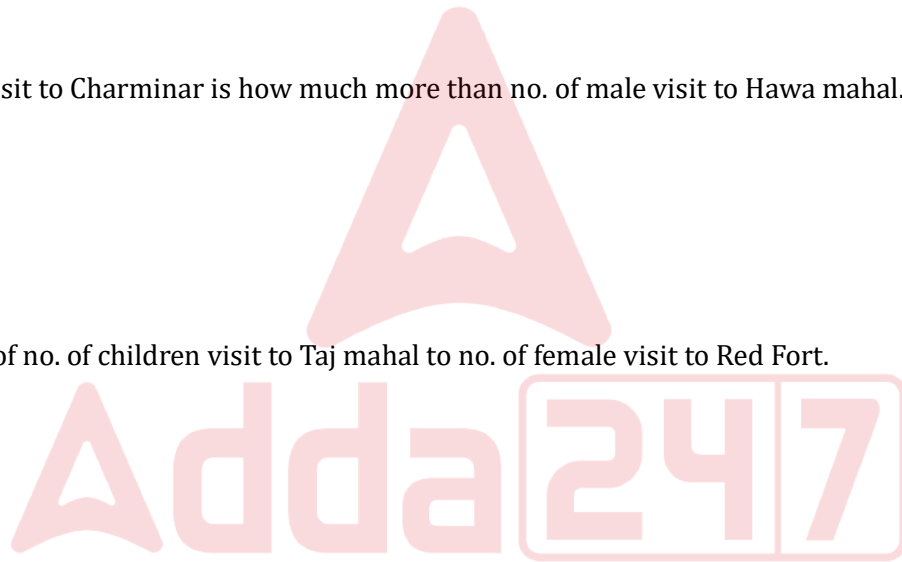 sit to Charminar is how much more than no. of male visit to Hawa mahal.
of no. of children visit to Taj mahal to no. of female visit to Red Fort.
Adda247